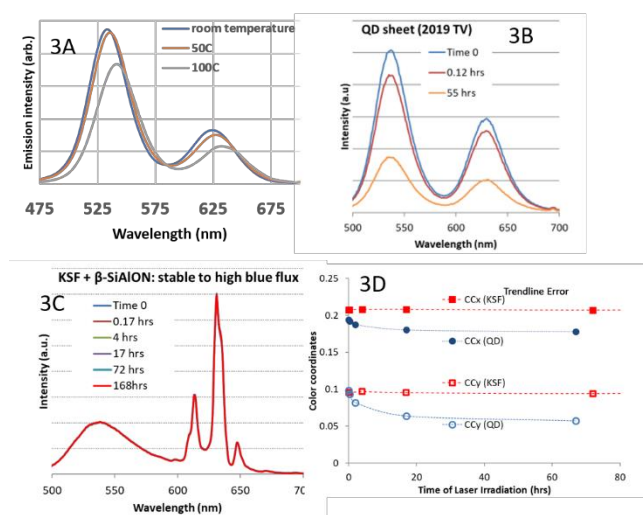 3A
room temperature
50C
100C
Emission intensity (arb.)
475 525 575 625 675
Wavelength (nm)
QD sheet (2019 TV)
3B
Time 0
0.12 hrs
55 hrs
Intensity (a.u)
500 550 600 650 700
Wavelength (nm)
KSF + β-SiAlON: stable to high blue flux
3C
Time 0
0.17 hrs
4 hrs
17 hrs
72 hrs
168hrs
Intensity (a.u.)
500 550 600 650 70
Wavelength (nm)
3D
Trendline Error
CCx (KSF)
CCx (QD)
CCy (KSF)
CCy (QD)
Color coordinates
0.25
0.2
0.15
0.1
0.05
0
0 20 40 60 80
Time of Laser Irradiation (hrs)